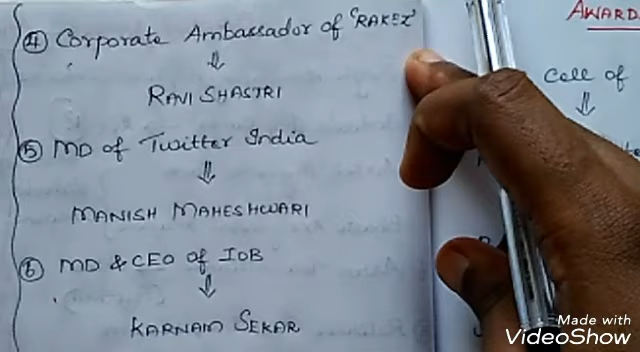 ④ Corporate Ambassador of 'RAKEZ'
⇓
RAVI SHASTRI
⑤ MD of Twitter India
⇓
MANISH MAHESHWARI
⑥ MD & CEO of IOB
⇓
KARNAM SEKAR
AWARD
Cell of
⇓
Made with
VideoShow